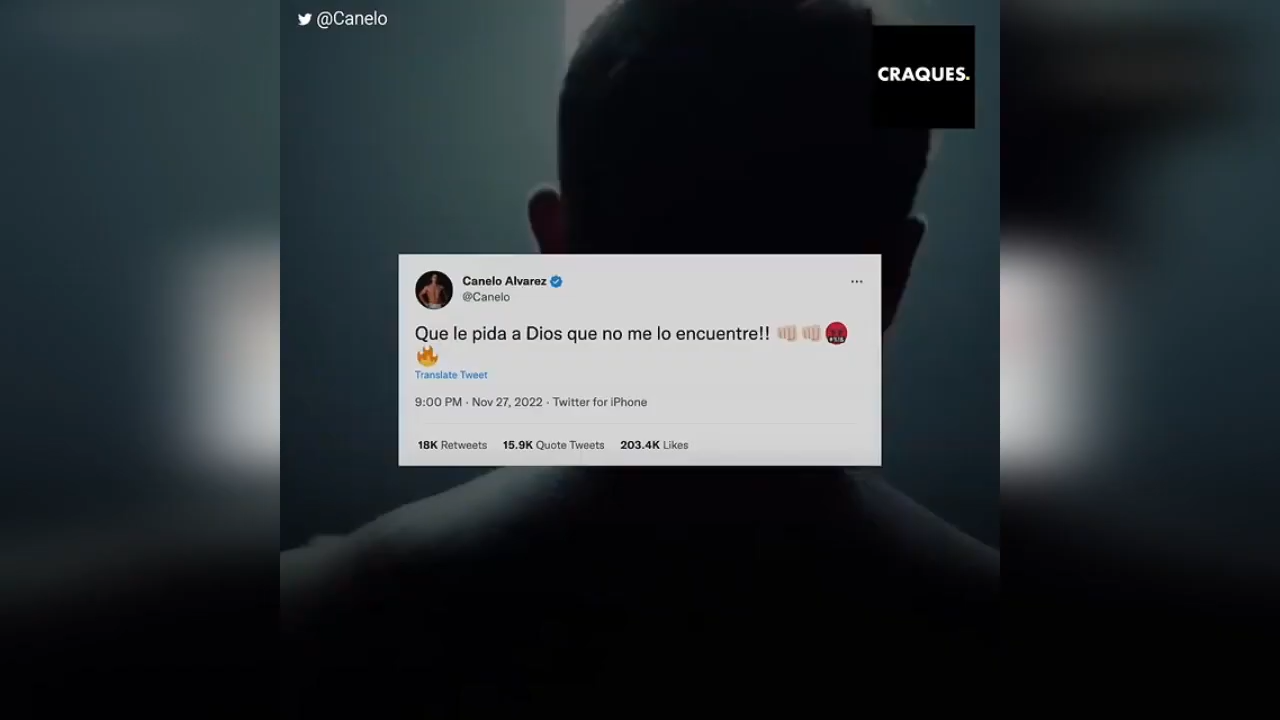 @Canelo
CRAQUES.
Canelo Alvarez
@Canelo
Que le pida a Dios que no me lo encuentre!! 👊🏻👊🏻🤬
🔥
Translate Tweet
9:00 PM · Nov 27, 2022 · Twitter for iPhone
18K Retweets 15.9K Quote Tweets 203.4K Likes